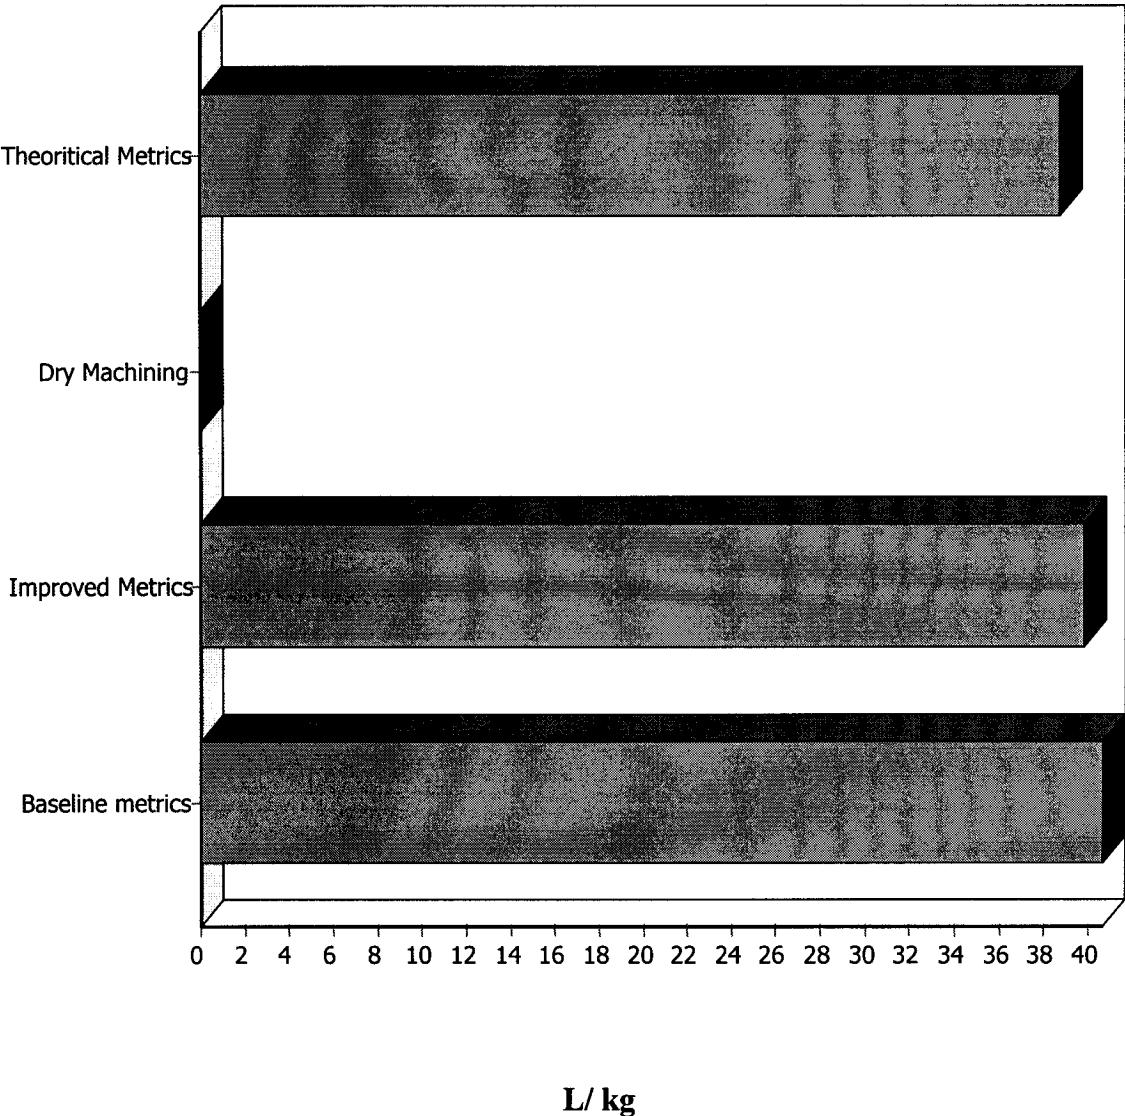 Theoritical Metrics
Dry Machining
Improved Metrics
Baseline metrics
0 2 4 6 8 10 12 14 16 18 20 22 24 26 28 30 32 34 36 38 40
L/ kg